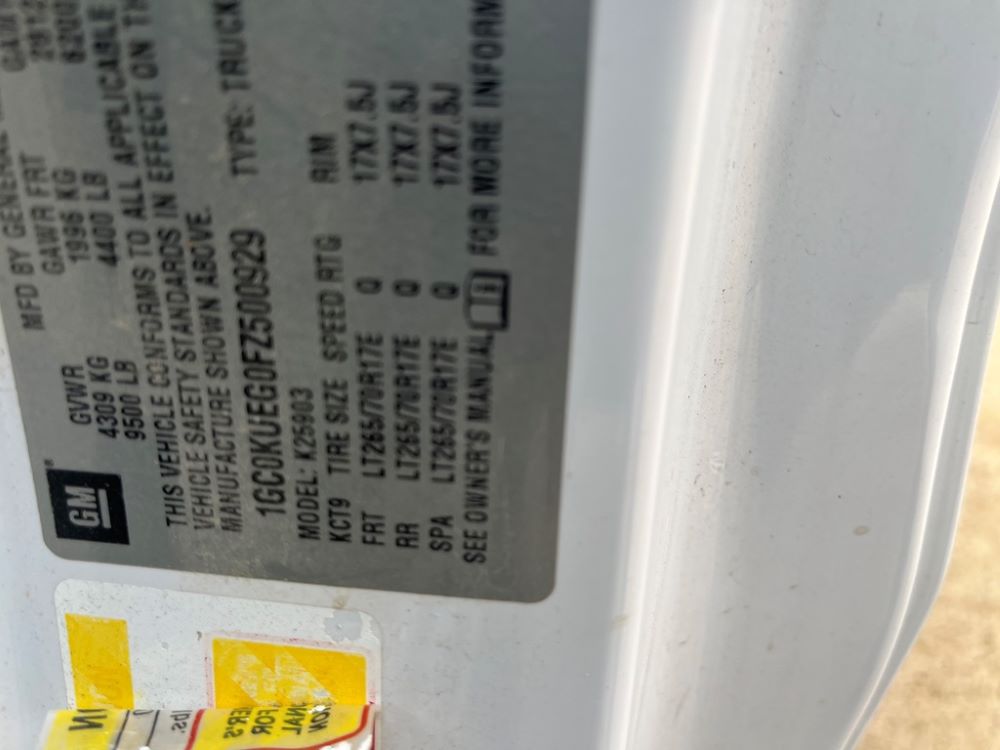 GM
MFD BY GENERAL
GVWR GAWR FRT
4309 KG 1996 KG
9500 LB 4400 LB
THIS VEHICLE CONFORMS TO ALL APPLICABLE
VEHICLE SAFETY STANDARDS IN EFFECT ON TH
MANUFACTURE SHOWN ABOVE.
1GC0KUEG0FZ500929 TYPE: TRUCK
MODEL: K25903
KCT9 TIRE SIZE SPEED RTG RIM
FRT LT265/70R17E Q 17X7.5J
RR LT265/70R17E Q 17X7.5J
SPA LT265/70R17E Q 17X7.5J
SEE OWNER'S MANUAL FOR MORE INFORM